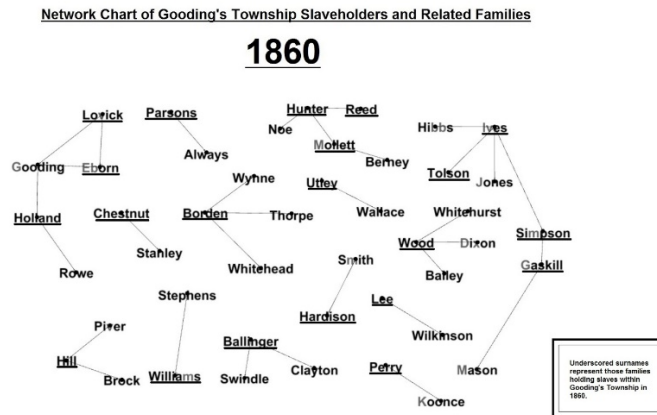 Network Chart of Gooding's Township Slaveholders and Related Families
1860
Lovick
Parsons
Hunter
Reed
Noe
Hibbs
Ives
Always
Mollett
Berney
Gooding
Eborn
Wynne
Uttey
Tolson
Jones
Holland
Chestnut
Borden
Thorpe
Wallace
Whitehurst
Wood
Dixon
Simpson
Stanley
Rowe
Whitehead
Smith
Bailey
Gaskill
Stephens
Lee
Hardison
Wilkinson
Ballinger
Hill
Brock
Williams
Swindle
Clayton
Perry
Koonce
Mason
Underscored surnames
represent those families
holding slaves within
Gooding's Township in
1860.